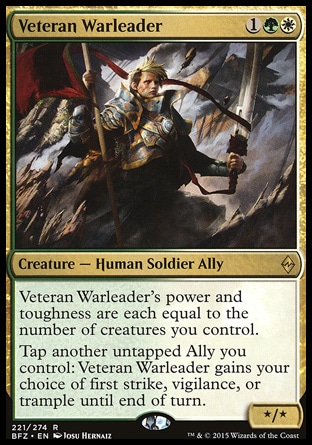 Veteran Warleader 1
Creature — Human Soldier Ally
Veteran Warleader's power and
toughness are each equal to the
number of creatures you control.
Tap another untapped Ally you
control: Veteran Warleader gains your
choice of first strike, vigilance, or
trample until end of turn.
*/*
221/274 R
BFZ • EN Josu Hernaiz
™ & © 2015 Wizards of the Coast